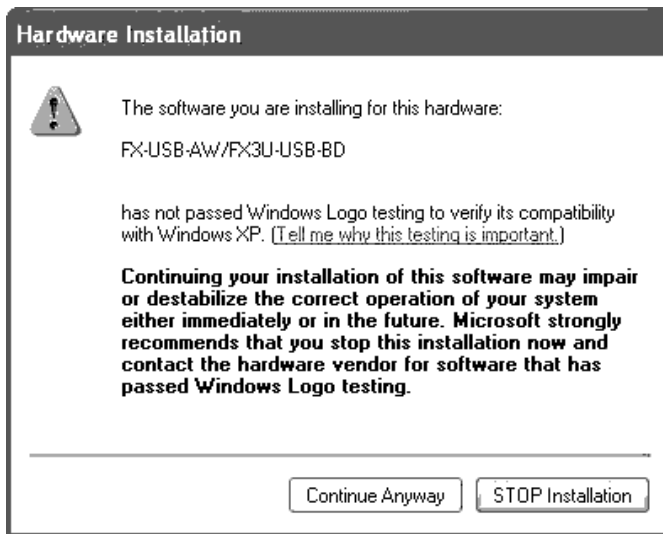 Hardware Installation
The software you are installing for this hardware:
FX-USB-AW/FX3U-USB-BD
has not passed Windows Logo testing to verify its compatibility
with Windows XP. (Tell me why this testing is important.)
Continuing your installation of this software may impair
or destabilize the correct operation of your system
either immediately or in the future. Microsoft strongly
recommends that you stop this installation now and
contact the hardware vendor for software that has
passed Windows Logo testing.
Continue Anyway
STOP Installation